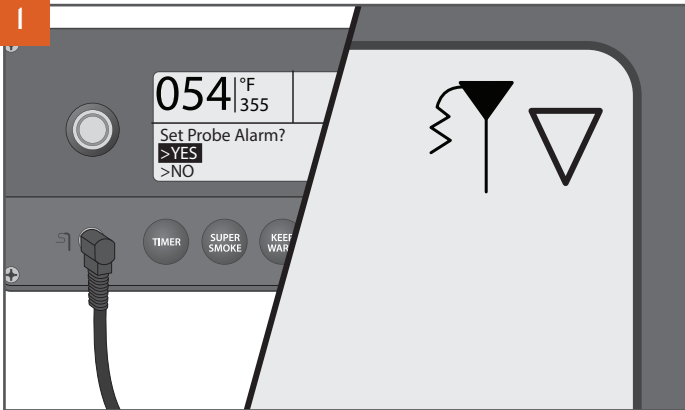 1
054 °F
355
Set Probe Alarm?
>YES
>NO
TIMER
SUPER
SMOKE
KEEP
WAR